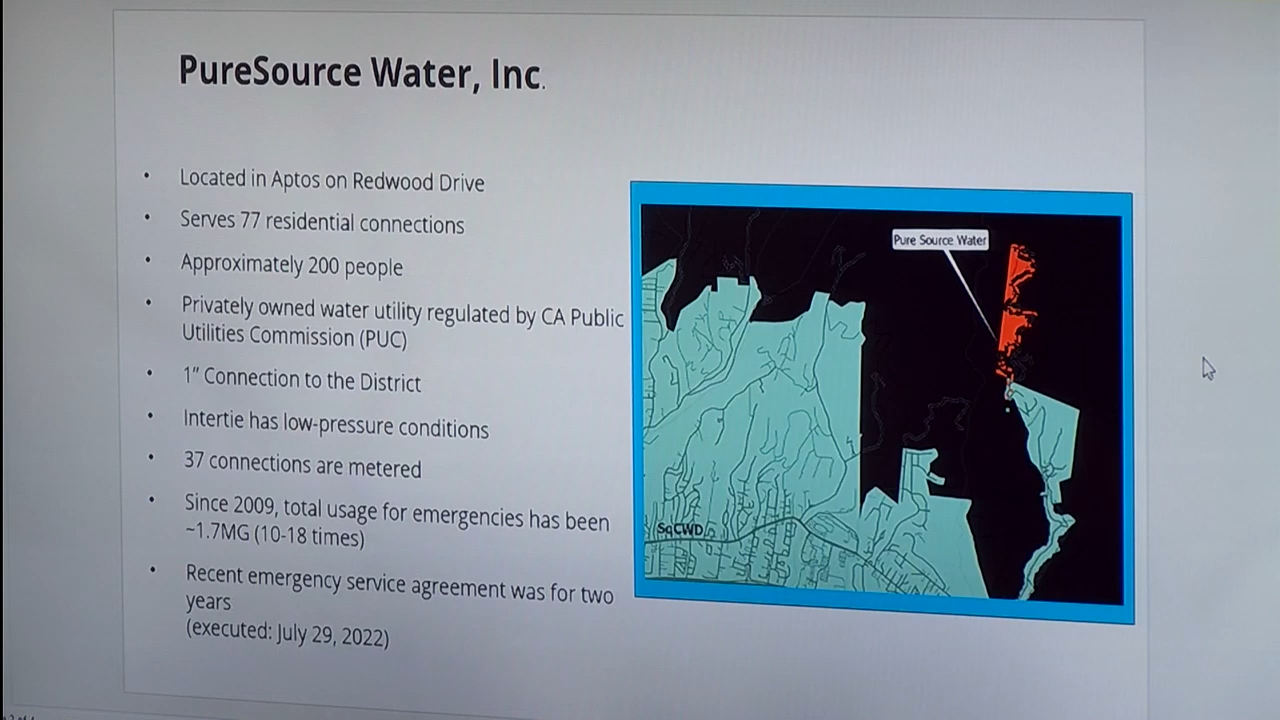 PureSource Water, Inc.
• Located in Aptos on Redwood Drive
• Serves 77 residential connections
• Approximately 200 people
• Privately owned water utility regulated by CA Public
Utilities Commission (PUC)
• 1” Connection to the District
• Intertie has low-pressure conditions
• 37 connections are metered
• Since 2009, total usage for emergencies has been
~1.7MG (10-18 times)
• Recent emergency service agreement was for two
years
(executed: July 29, 2022)
Pure Source Water
SqCWD